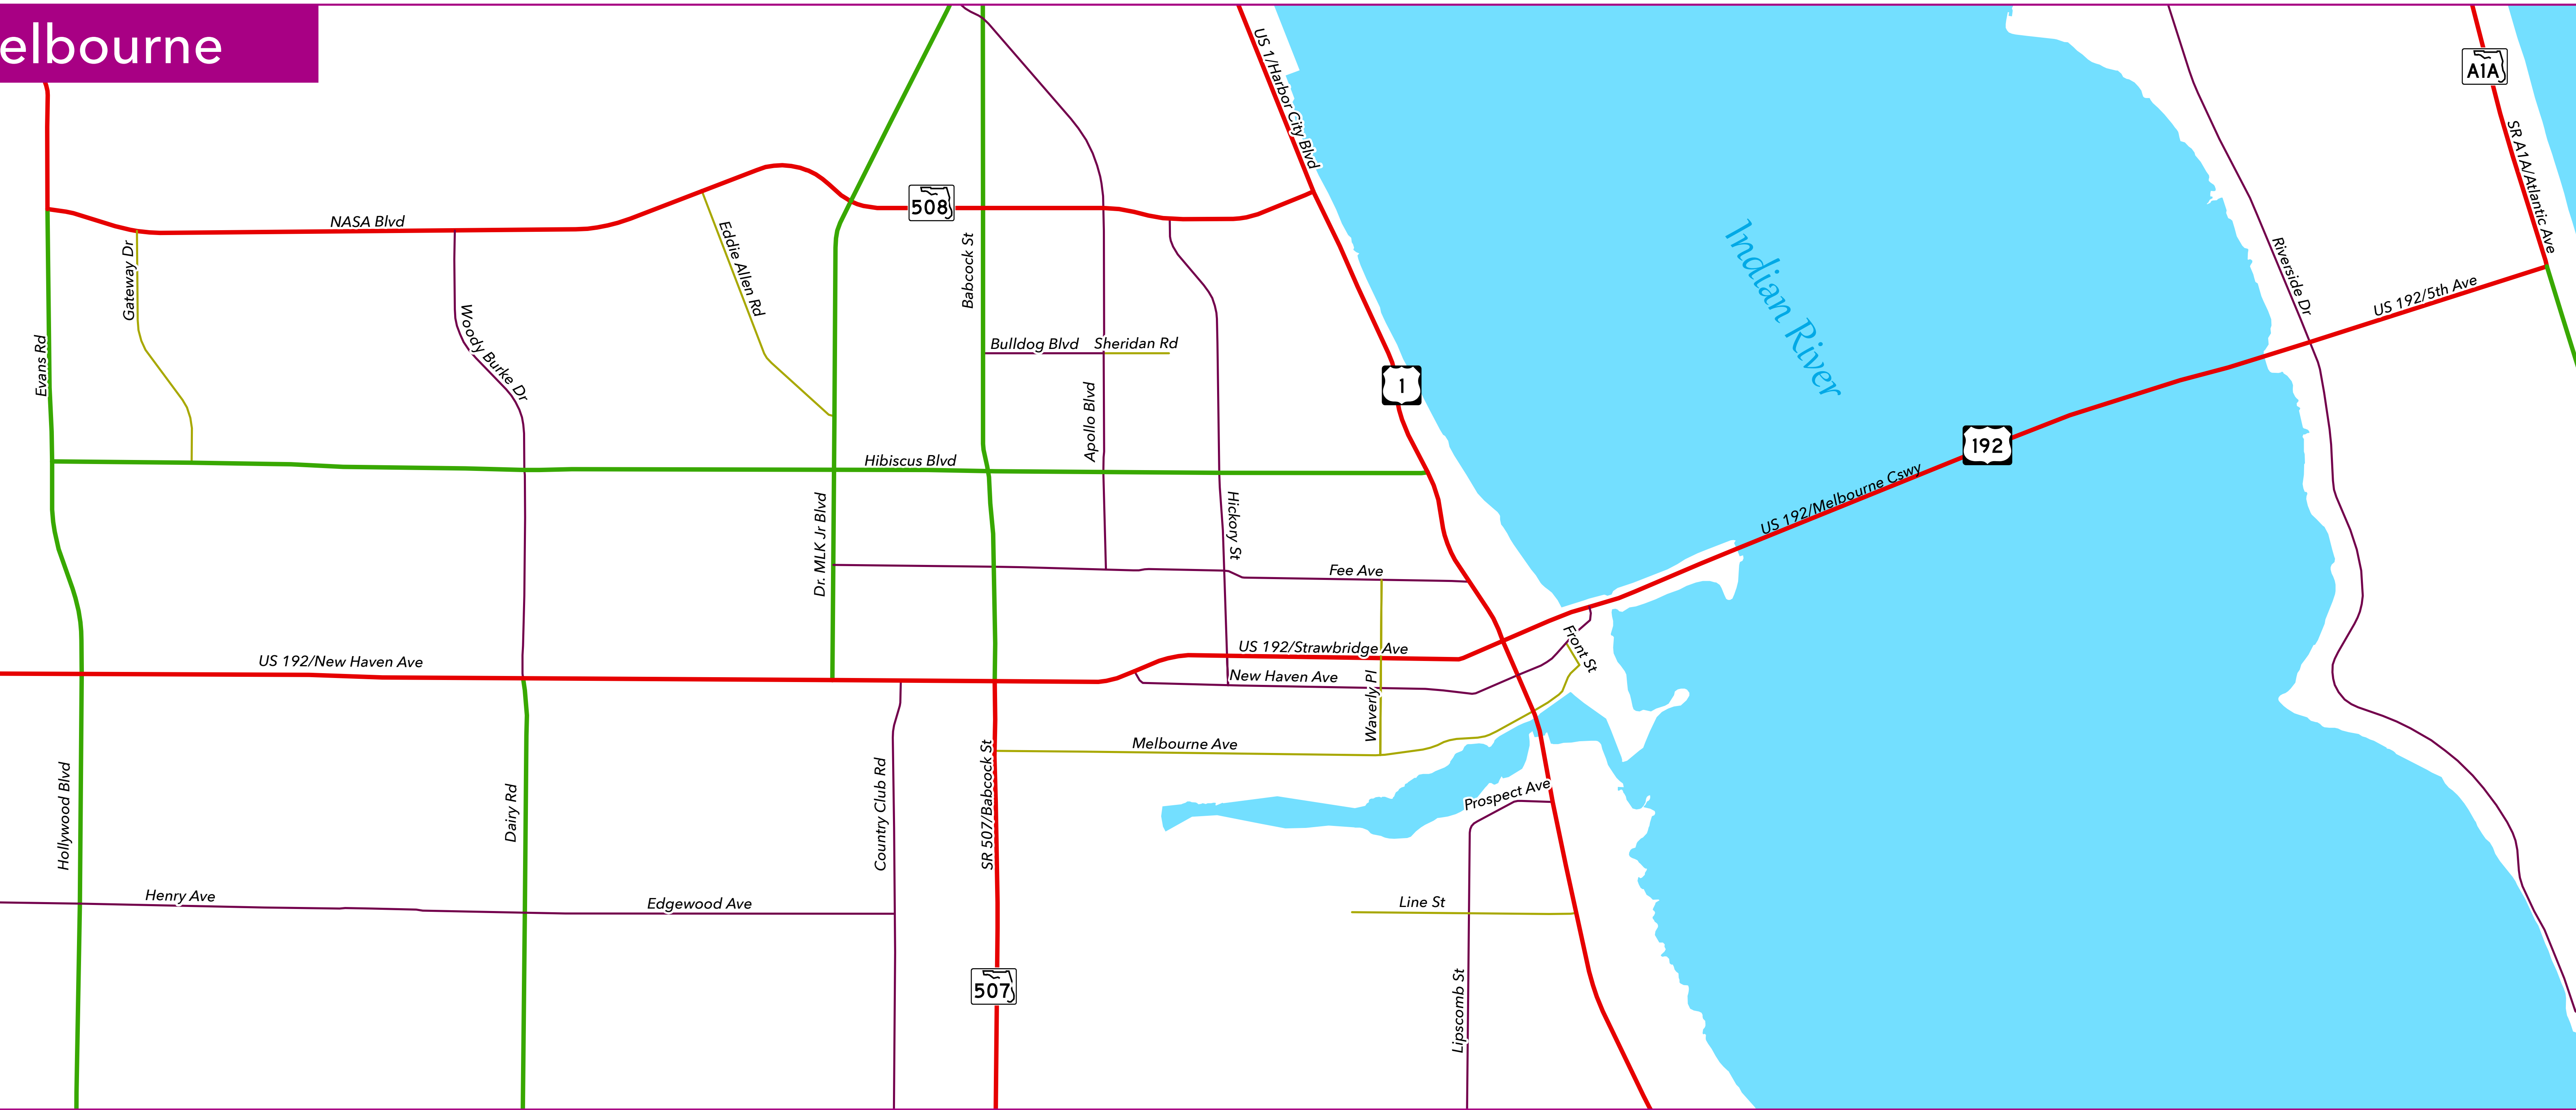 elbourne
US 1/Harbor City Blvd
A1A
SR A1A/Atlantic Ave
508
NASA Blvd
Gateway Dr
Eddie Allen Rd
Babcock St
Indian River
Riverside Dr
US 192/5th Ave
Evans Rd
Woody Burke Dr
Bulldog Blvd
Sheridan Rd
1
Apollo Blvd
192
Hibiscus Blvd
US 192/Melbourne Cswy
Dr. MLK Jr Blvd
Hickory St
Fee Ave
US 192/New Haven Ave
US 192/Strawbridge Ave
Front St
New Haven Ave
Waverly Pl
Melbourne Ave
Hollywood Blvd
Dairy Rd
Country Club Rd
SR 507/Babcock St
Prospect Ave
Henry Ave
Edgewood Ave
Line St
507
Lipscomb St